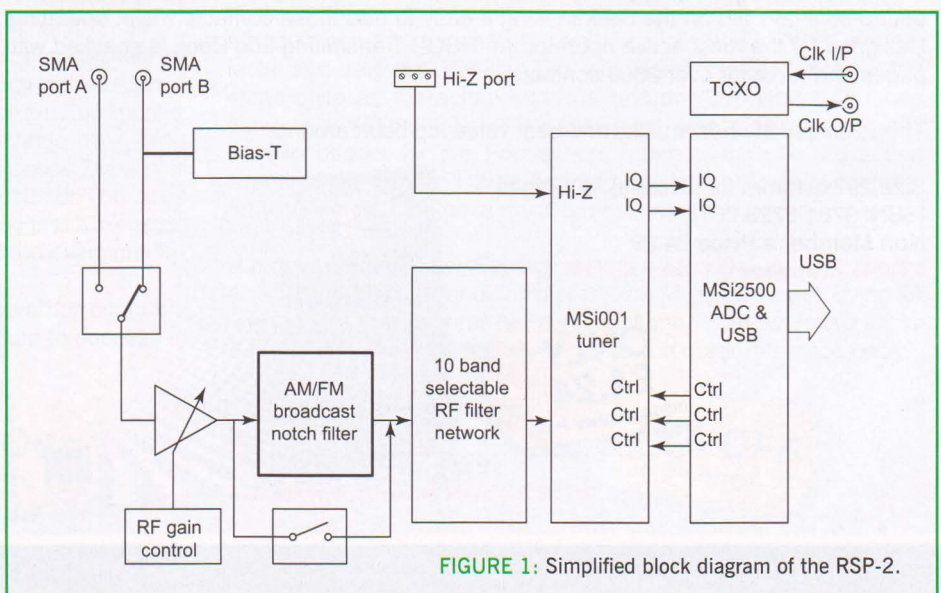 SMA
port A
SMA
port B
Bias-T
Hi-Z port
TCXO
Clk I/P
Clk O/P
Hi-Z
IQ
IQ
IQ
IQ
MSi001
tuner
MSi2500
ADC &
USB
USB
AM/FM
broadcast
notch filter
10 band
selectable
RF filter
network
Ctrl
Ctrl
Ctrl
Ctrl
Ctrl
Ctrl
RF gain
control
FIGURE 1: Simplified block diagram of the RSP-2.